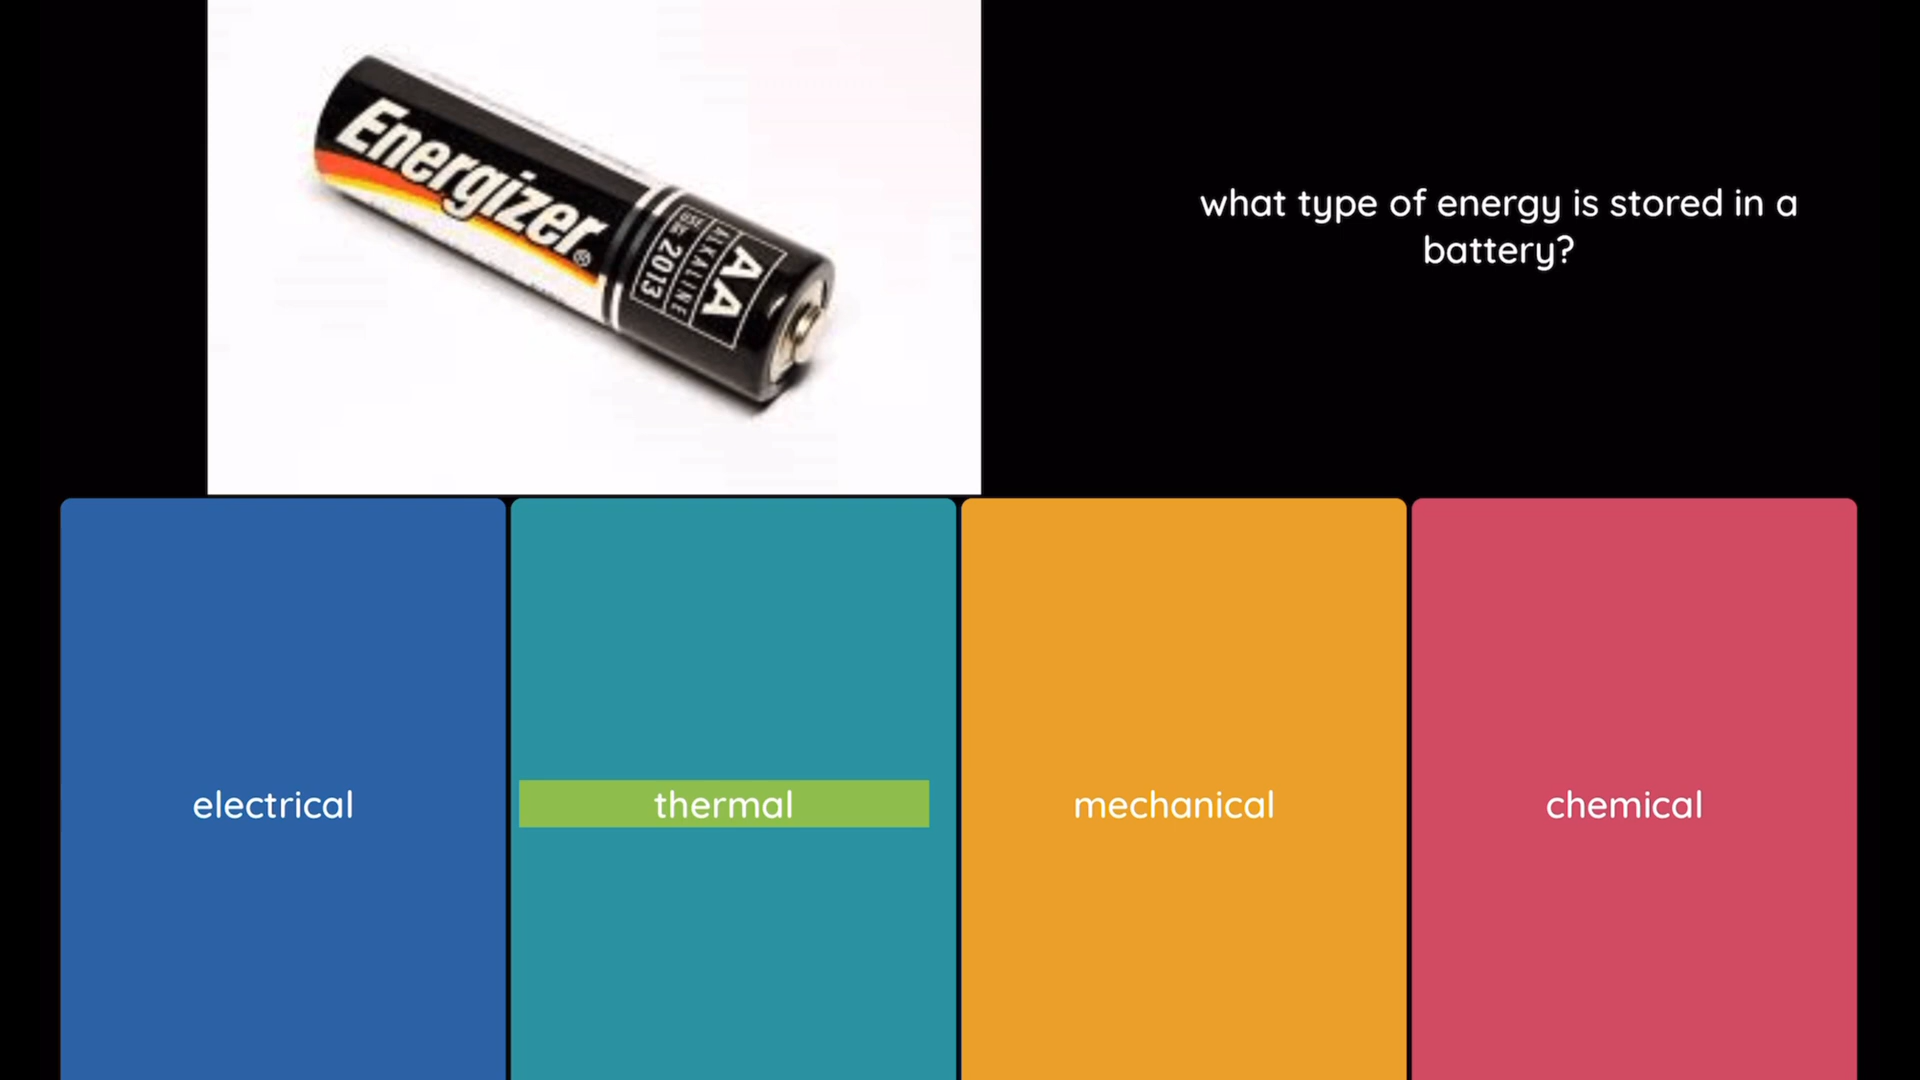 Energizer®
AA
ALKALINE
2013
what type of energy is stored in a
battery?
electrical
thermal
mechanical
chemical